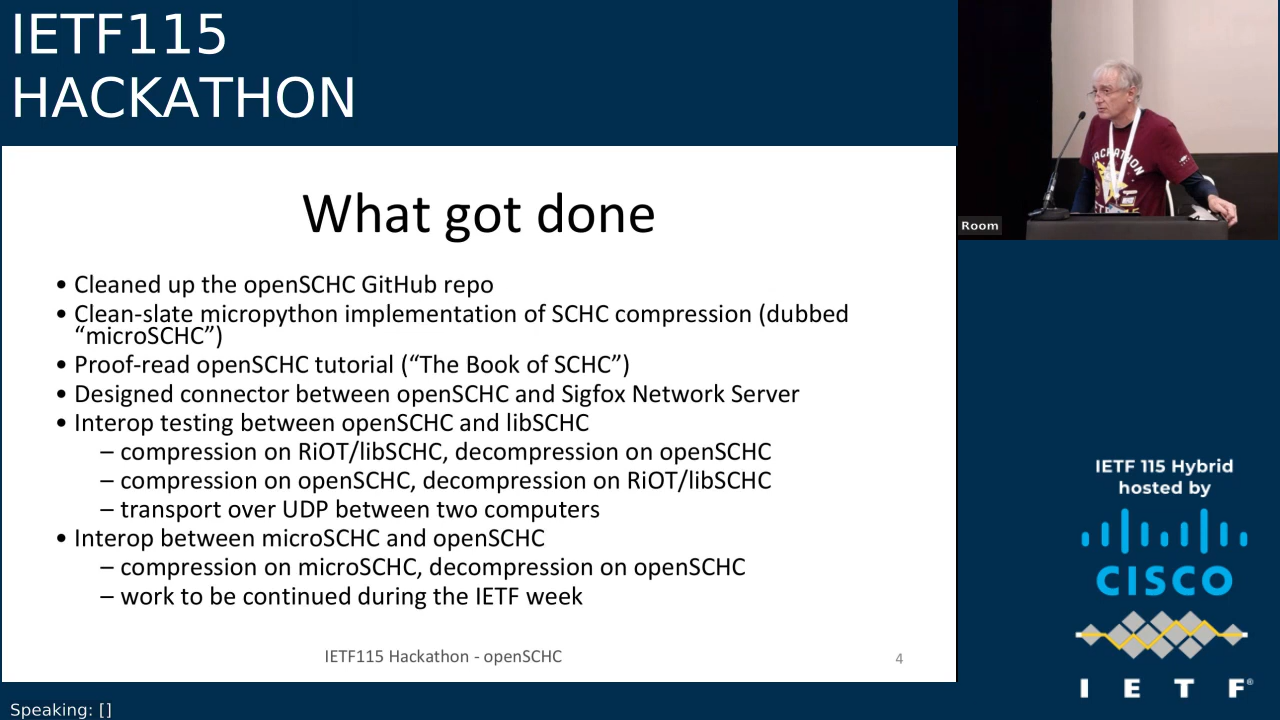 IETF115
HACKATHON
What got done
• Cleaned up the openSCHC GitHub repo
• Clean-slate micropython implementation of SCHC compression (dubbed
“microSCHC”)
• Proof-read openSCHC tutorial (“The Book of SCHC”)
• Designed connector between openSCHC and Sigfox Network Server
• Interop testing between openSCHC and libSCHC
– compression on RiOT/libSCHC, decompression on openSCHC
– compression on openSCHC, decompression on RiOT/libSCHC
– transport over UDP between two computers
• Interop between microSCHC and openSCHC
– compression on microSCHC, decompression on openSCHC
– work to be continued during the IETF week
IETF115 Hackathon - openSCHC
4
HACKATHON
Room
IETF 115 Hybrid
hosted by
CISCO
I E T F®
Speaking: []